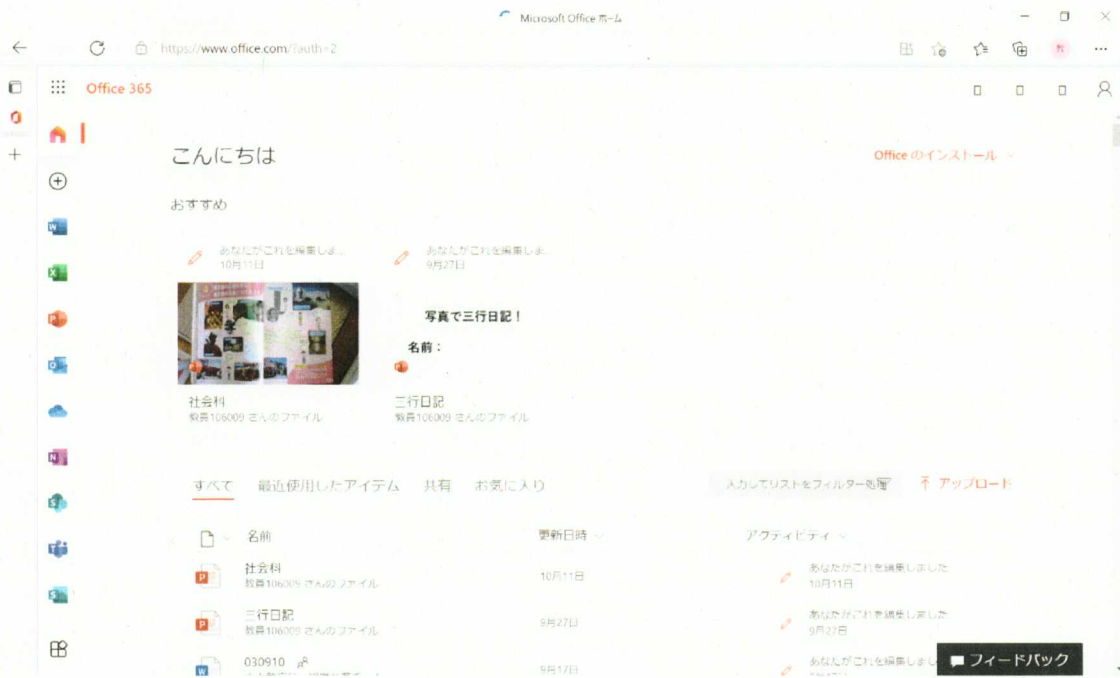 Microsoft Office ホーム
https://www.office.com/?auth=2
Office 365
こんにちは
Office のインストール
おすすめ
あなたがこれを編集しま...
10月11日
あなたがこれを編集しま...
9月27日
写真で三行日記!
名前:
社会科
教員106009 さんのファイル
三行日記
教員106009 さんのファイル
すべて 最近使用したアイテム 共有 お気に入り
入力してリストをフィルター処理 アップロード
名前 更新日時 アクティビティ
社会科
教員106009 さんのファイル
10月11日
あなたがこれを編集しました
10月11日
三行日記
教員106009 さんのファイル
9月27日
あなたがこれを編集しました
9月27日
030910
9月17日
あなたがこれを編集しまし
フィードバック